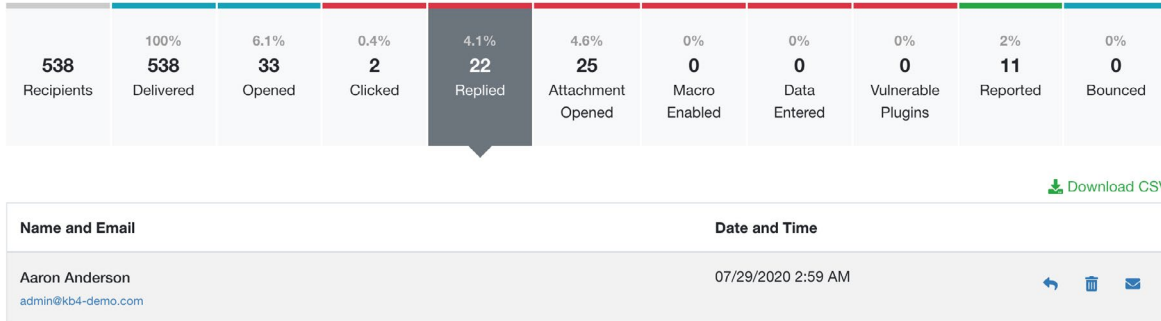 100% 6.1% 0.4% 4.1% 4.6% 0% 0% 0% 2% 0%
538 538 33 2 22 25 0 0 0 11 0
Recipients Delivered Opened Clicked Replied Attachment Macro Data Vulnerable Reported Bounced
Opened Enabled Entered Plugins
Download CSV
Name and Email Date and Time
Aaron Anderson 07/29/2020 2:59 AM
admin@kb4-demo.com